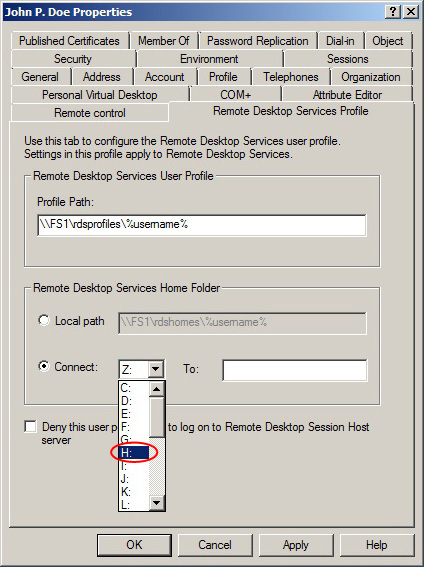 John P. Doe Properties
Published Certificates Member Of Password Replication Dial-in Object
Security Environment Sessions
General Address Account Profile Telephones Organization
Personal Virtual Desktop COM+ Attribute Editor
Remote control Remote Desktop Services Profile
Use this tab to configure the Remote Desktop Services user profile.
Settings in this profile apply to Remote Desktop Services.
Remote Desktop Services User Profile
Profile Path:
\\FS1\rdsprofiles\%username%
Remote Desktop Services Home Folder
Local path \\FS1\rdshomes\%username%
Connect: Z: To:
C:
D:
E:
F:
G:
H:
I:
J:
K:
L:
Deny this user p to log on to Remote Desktop Session Host
server
OK Cancel Apply Help